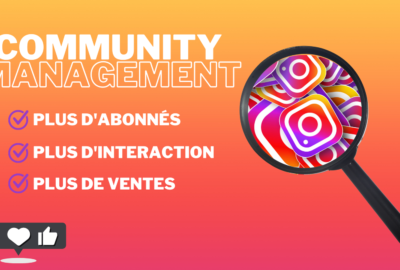 COMMUNITY
MANAGEMENT
PLUS D'ABONNÉS
PLUS D'INTERACTION
PLUS DE VENTES